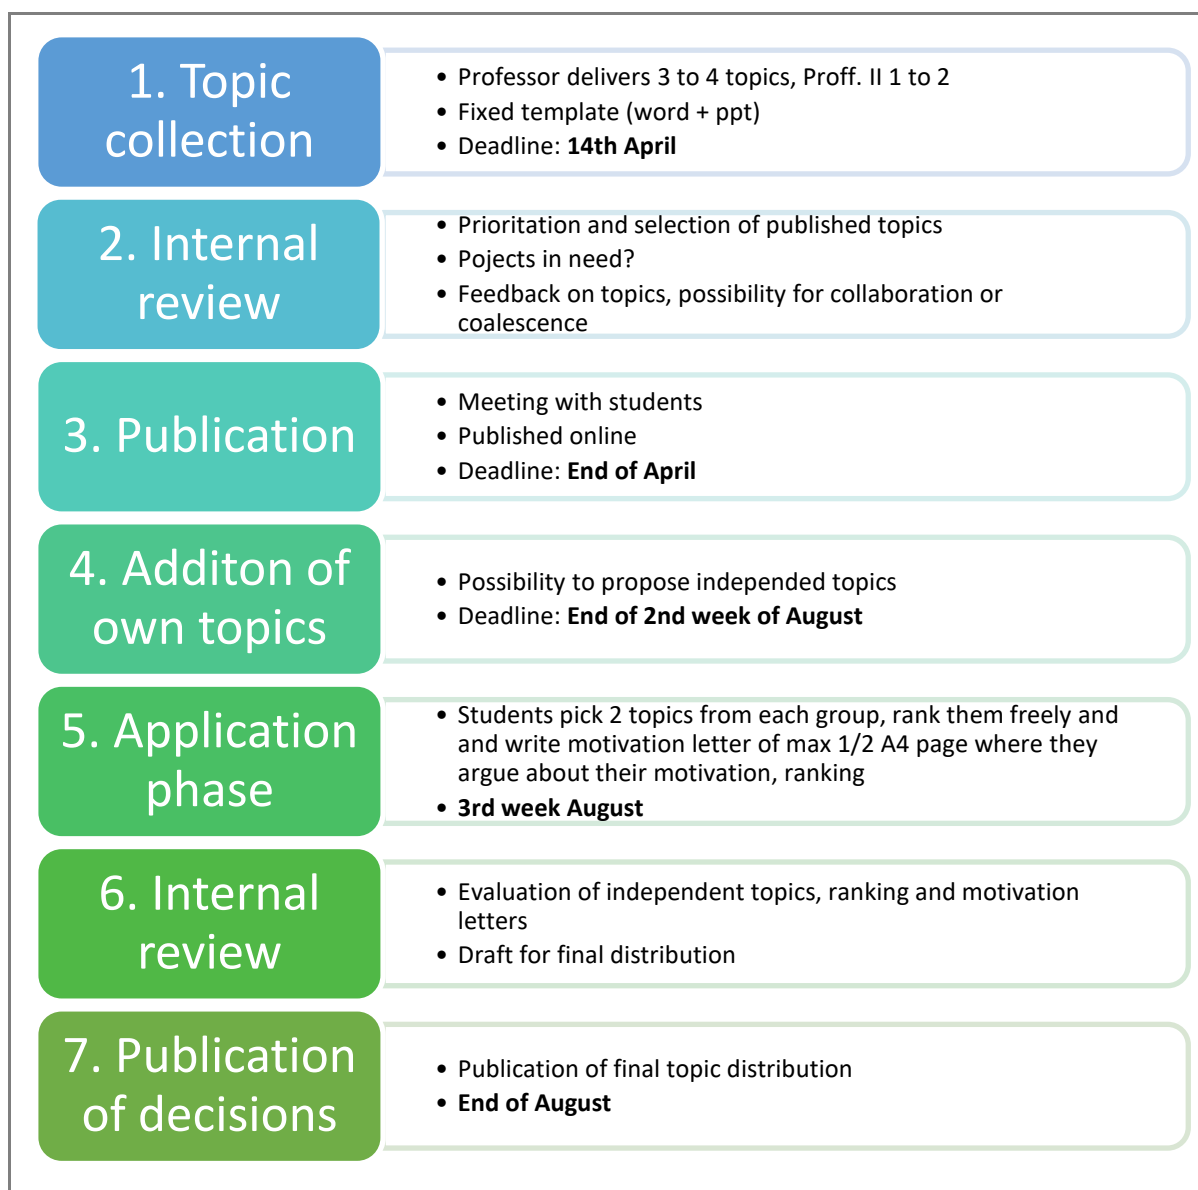 1. Topic
collection
• Professor delivers 3 to 4 topics, Proff. II 1 to 2
• Fixed template (word + ppt)
• Deadline: 14th April
2. Internal
review
• Prioritation and selection of published topics
• Pojects in need?
• Feedback on topics, possibility for collaboration or
coalescence
3. Publication
• Meeting with students
• Published online
• Deadline: End of April
4. Additon of
own topics
• Possibility to propose independed topics
• Deadline: End of 2nd week of August
5. Application
phase
• Students pick 2 topics from each group, rank them freely and
and write motivation letter of max 1/2 A4 page where they
argue about their motivation, ranking
• 3rd week August
6. Internal
review
• Evaluation of independent topics, ranking and motivation
letters
• Draft for final distribution
7. Publication
of decisions
• Publication of final topic distribution
• End of August